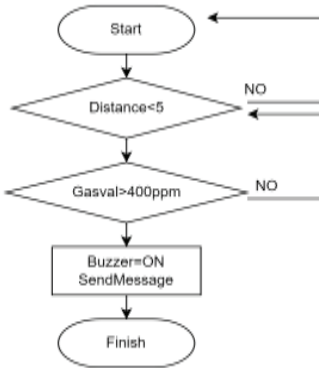 Start
NO
Distance<5
NO
Gasval>400ppm
Buzzer=ON
SendMessage
Finish